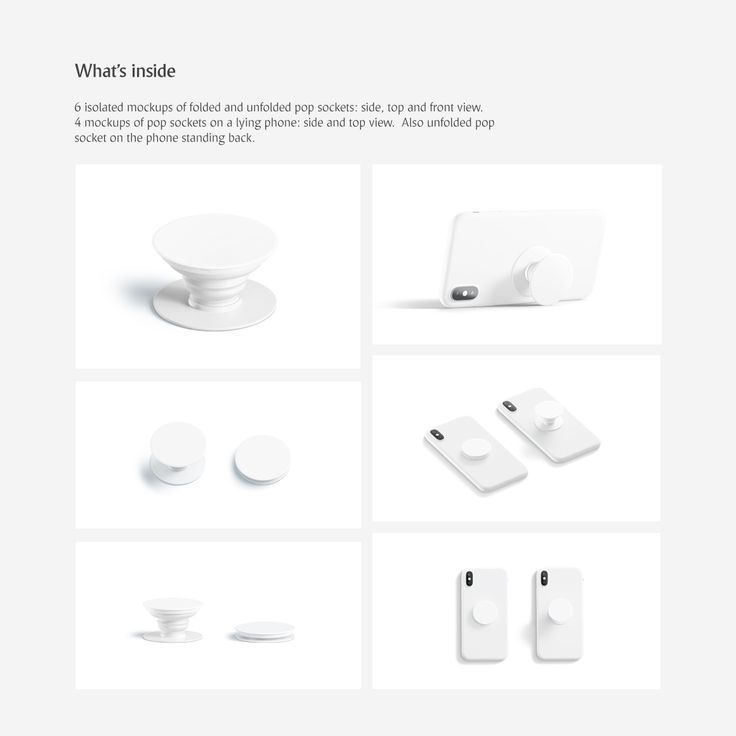 What's inside
6 isolated mockups of folded and unfolded pop sockets: side, top and front view.
4 mockups of pop sockets on a lying phone: side and top view.  Also unfolded pop
socket on the phone standing back.